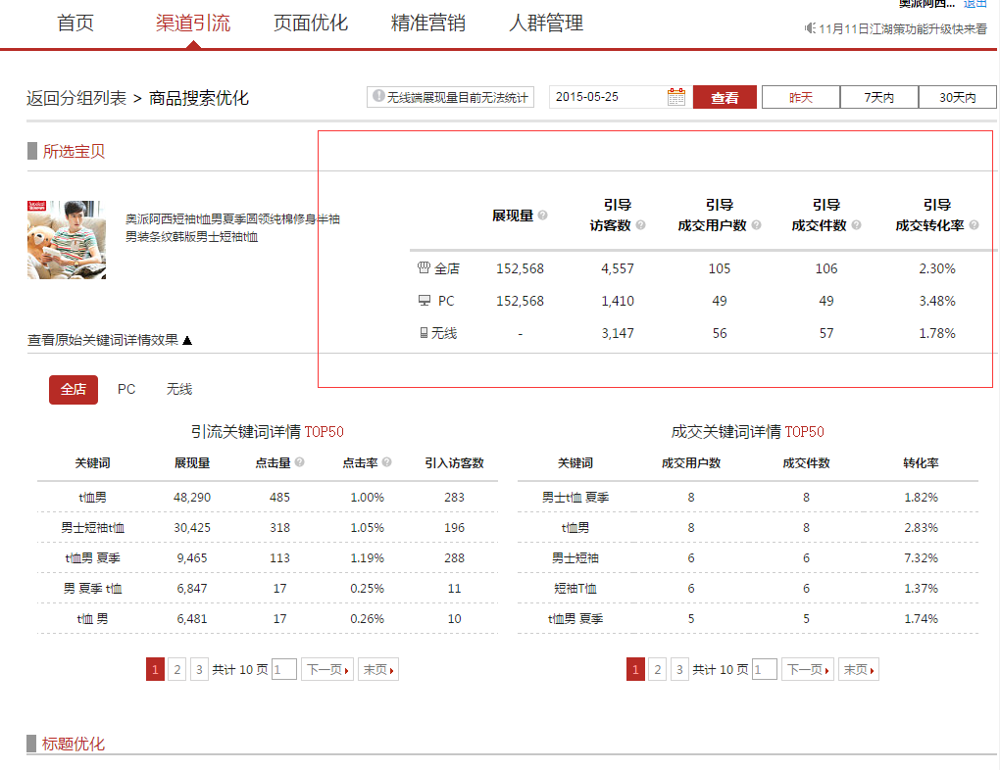 奥派阿西... 退出
首页 渠道引流 页面优化 精准营销 人群管理
11月11日江湖策功能升级快来看
返回分组列表 > 商品搜索优化 无线端展现量目前无法统计 2015-05-25 查看 昨天 7天内 30天内
所选宝贝
奥派阿西短袖t恤男夏季圆领纯棉修身半袖
男装条纹韩版男士短袖t恤
展现量 引导访客数 引导成交用户数 引导成交件数 引导成交转化率
全店 152,568 4,557 105 106 2.30%
PC 152,568 1,410 49 49 3.48%
无线 - 3,147 56 57 1.78%
查看原始关键词详情效果▲
全店 PC 无线
引流关键词详情 TOP50
关键词 展现量 点击量 点击率 引入访客数
t恤男 48,290 485 1.00% 283
男士短袖t恤 30,425 318 1.05% 196
t恤男 夏季 9,465 113 1.19% 288
男 夏季 t恤 6,847 17 0.25% 11
t恤 男 6,481 17 0.26% 10
1 2 3 共计 10 页 1 下一页 末页
成交关键词详情 TOP50
关键词 成交用户数 成交件数 转化率
男士t恤 夏季 8 8 1.82%
t恤男 8 8 2.83%
男士短袖 6 6 7.32%
短袖T恤 6 6 1.37%
t恤男 夏季 5 5 1.74%
1 2 3 共计 10 页 1 下一页 末页
标题优化